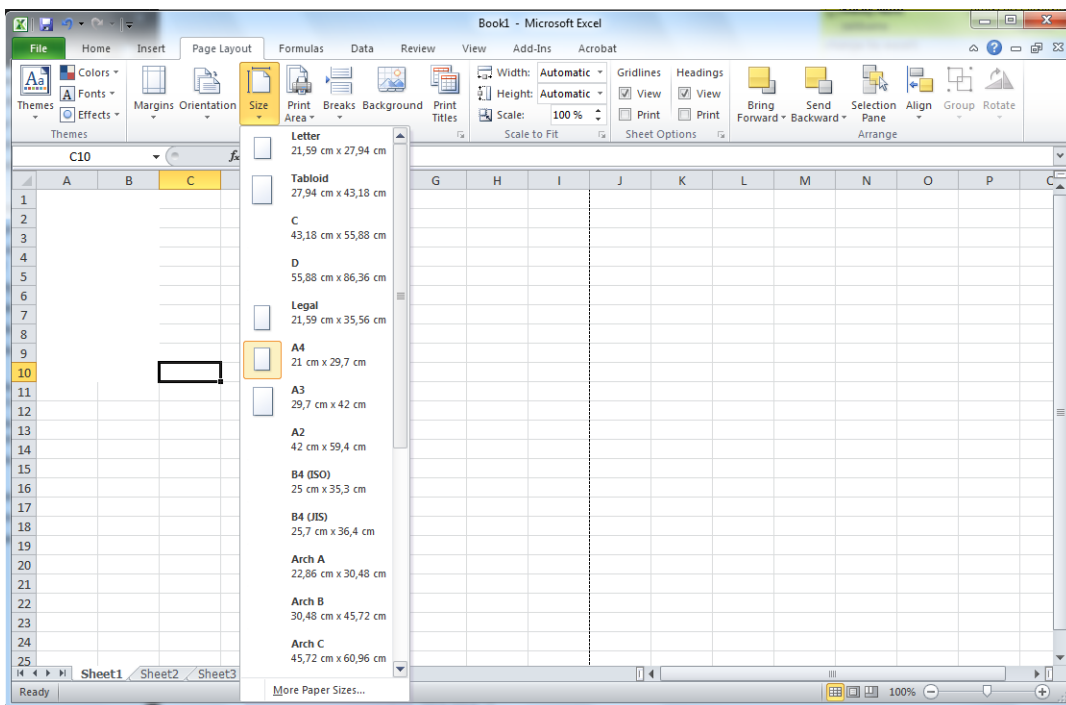 Book1 - Microsoft Excel
File Home Insert Page Layout Formulas Data Review View Add-Ins Acrobat
Colors
Fonts
Effects
Themes
Margins Orientation Size Print Area Breaks Background Print Titles
Width: Automatic
Height: Automatic
Scale: 100 %
Gridlines Headings
View View
Print Print
Bring Forward Send Backward Selection Pane Align Group Rotate
Themes Scale to Fit Sheet Options Arrange
C10
A B C G H I J K L M N O P
1
2
3
4
5
6
7
8
9
10
11
12
13
14
15
16
17
18
19
20
21
22
23
24
25
Letter
21,59 cm x 27,94 cm
Tabloid
27,94 cm x 43,18 cm
C
43,18 cm x 55,88 cm
D
55,88 cm x 86,36 cm
Legal
21,59 cm x 35,56 cm
A4
21 cm x 29,7 cm
A3
29,7 cm x 42 cm
A2
42 cm x 59,4 cm
B4 (ISO)
25 cm x 35,3 cm
B4 (JIS)
25,7 cm x 36,4 cm
Arch A
22,86 cm x 30,48 cm
Arch B
30,48 cm x 45,72 cm
Arch C
45,72 cm x 60,96 cm
More Paper Sizes...
Sheet1 Sheet2 Sheet3
Ready 100%